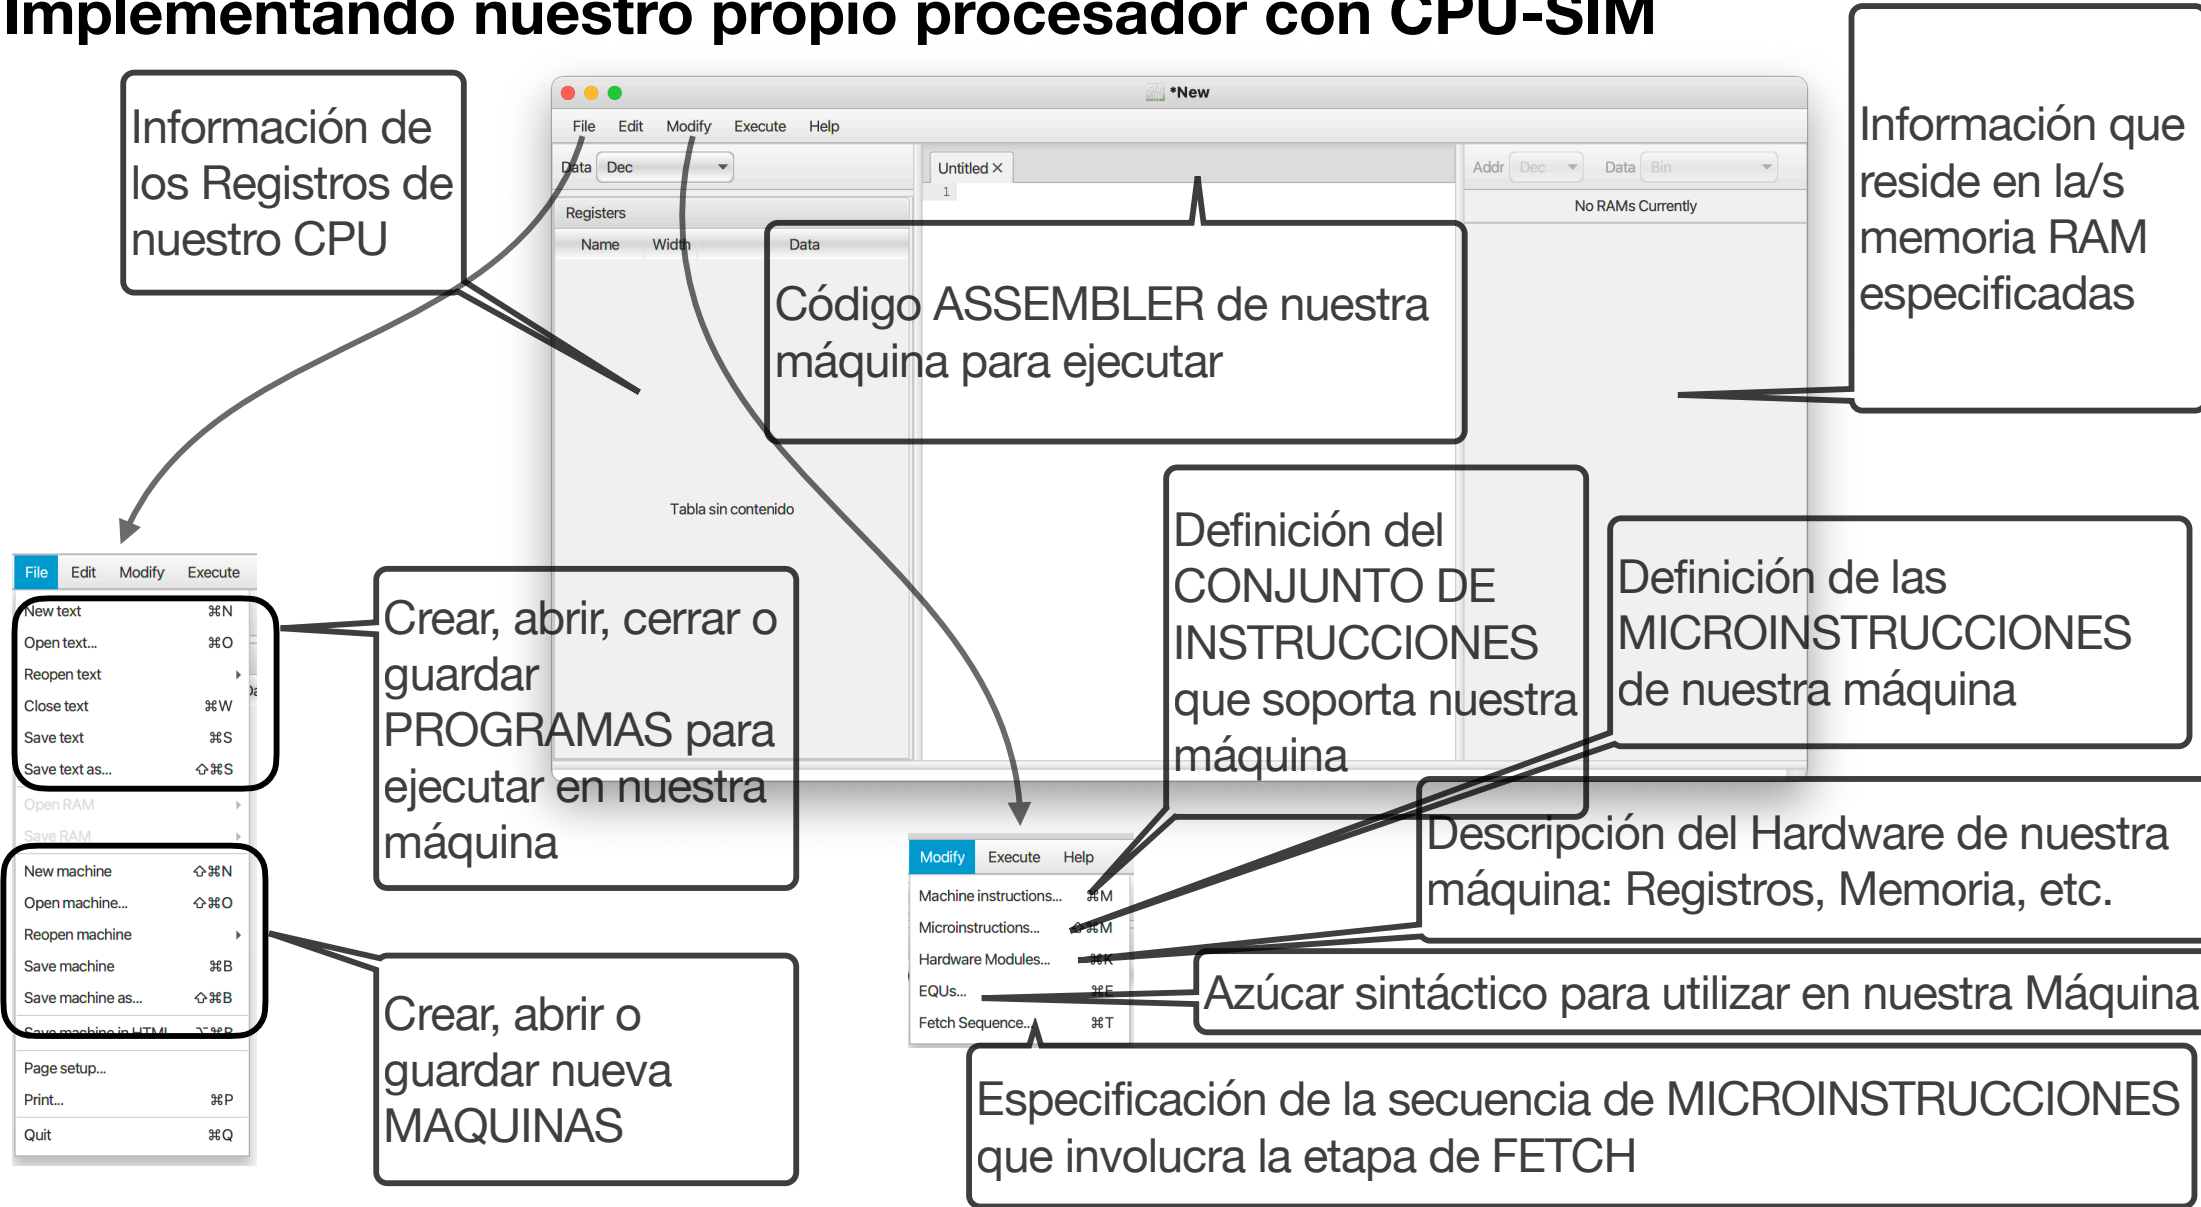 Implementando nuestro propio procesador con CPU-SIM
Información de
los Registros de
nuestro CPU
*New
File Edit Modify Execute Help
Data Dec
Registers
Name Width Data
Tabla sin contenido
Untitled ×
1
Addr Dec Data Bin
No RAMs Currently
Código ASSEMBLER de nuestra
máquina para ejecutar
Información que
reside en la/s
memoria RAM
especificadas
File Edit Modify Execute
New text ⌘N
Open text... ⌘O
Reopen text
Close text ⌘W
Save text ⌘S
Save text as... ⇧⌘S
Open RAM
Save RAM
New machine ⇧⌘N
Open machine... ⇧⌘O
Reopen machine
Save machine ⌘B
Save machine as... ⇧⌘B
Save machine in HTML ⌥⌘B
Page setup...
Print... ⌘P
Quit ⌘Q
Crear, abrir, cerrar o
guardar
PROGRAMAS para
ejecutar en nuestra
máquina
Crear, abrir o
guardar nueva
MAQUINAS
Definición del
CONJUNTO DE
INSTRUCCIONES
que soporta nuestra
máquina
Definición de las
MICROINSTRUCCIONES
de nuestra máquina
Modify Execute Help
Machine instructions... ⌘M
Microinstructions... ⇧⌘M
Hardware Modules... ⌘K
EQUs... ⌘E
Fetch Sequence... ⌘T
Descripción del Hardware de nuestra
máquina: Registros, Memoria, etc.
Azúcar sintáctico para utilizar en nuestra Máquina
Especificación de la secuencia de MICROINSTRUCCIONES
que involucra la etapa de FETCH